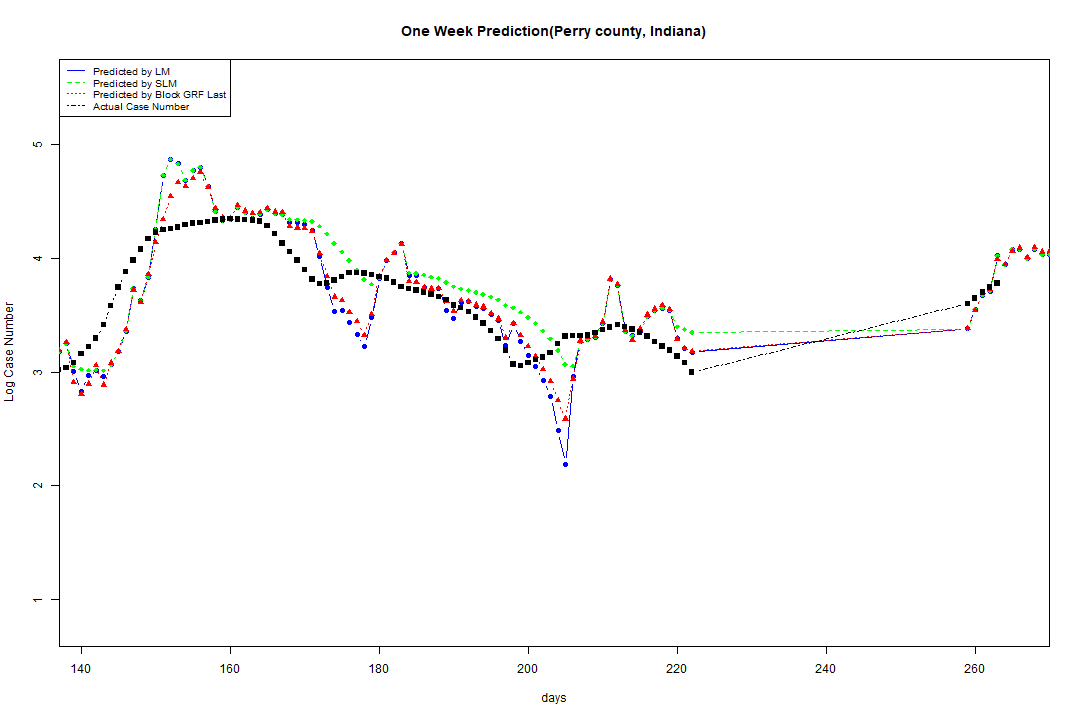 One Week Prediction(Perry county, Indiana)
Predicted by LM
Predicted by SLM
Predicted by Block GRF Last
Actual Case Number
5
4
3
2
1
Log Case Number
140 160 180 200 220 240 260
days